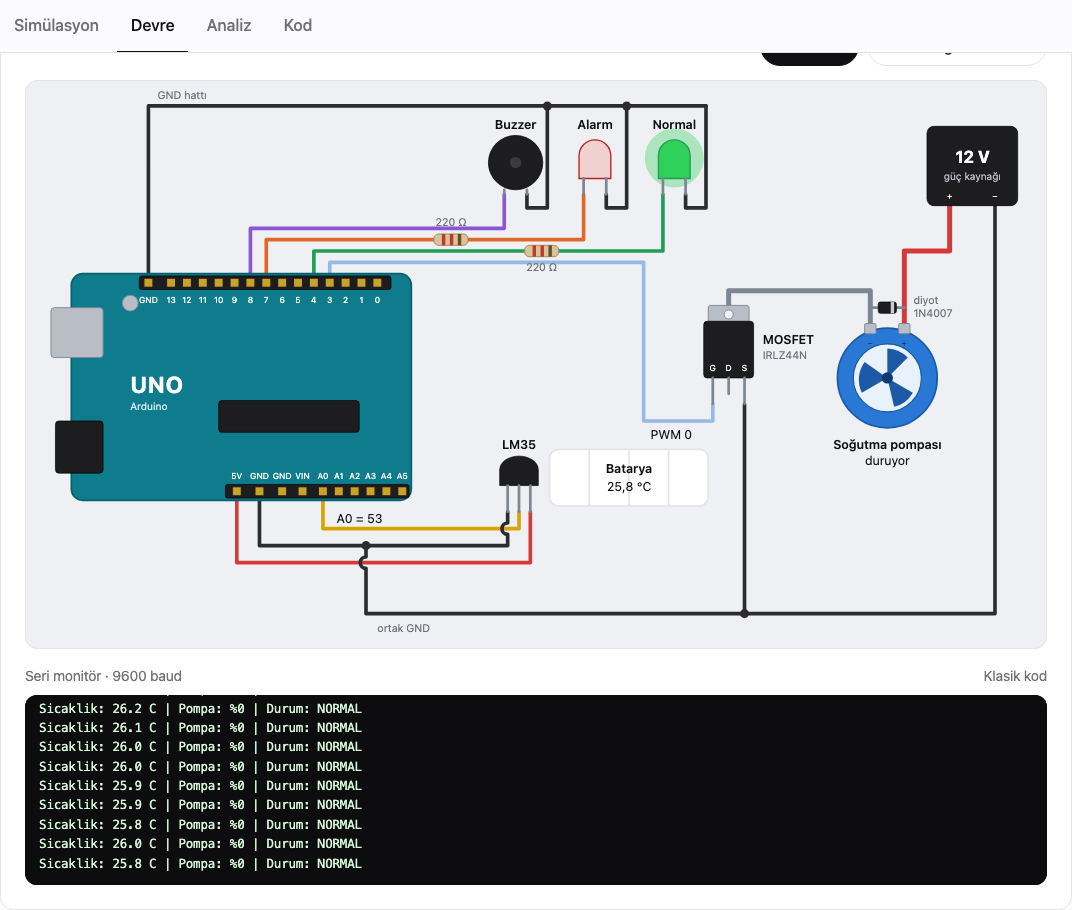 Simülasyon
Devre
Analiz
Kod
GND hattı
Buzzer
Alarm
Normal
12 V
güç kaynağı
+ −
220 Ω
220 Ω
GND 13 12 11 10 9 8 7 6 5 4 3 2 1 0
diyot
1N4007
MOSFET
IRLZ44N
G D S
− +
UNO
Arduino
PWM 0
Soğutma pompası
duruyor
LM35
Batarya
25,8 °C
5V GND GND VIN A0 A1 A2 A3 A4 A5
A0 = 53
ortak GND
Seri monitör · 9600 baud
Klasik kod
Sicaklik: 26.2 C | Pompa: %0 | Durum: NORMAL
Sicaklik: 26.1 C | Pompa: %0 | Durum: NORMAL
Sicaklik: 26.0 C | Pompa: %0 | Durum: NORMAL
Sicaklik: 26.0 C | Pompa: %0 | Durum: NORMAL
Sicaklik: 25.9 C | Pompa: %0 | Durum: NORMAL
Sicaklik: 25.9 C | Pompa: %0 | Durum: NORMAL
Sicaklik: 25.8 C | Pompa: %0 | Durum: NORMAL
Sicaklik: 26.0 C | Pompa: %0 | Durum: NORMAL
Sicaklik: 25.8 C | Pompa: %0 | Durum: NORMAL